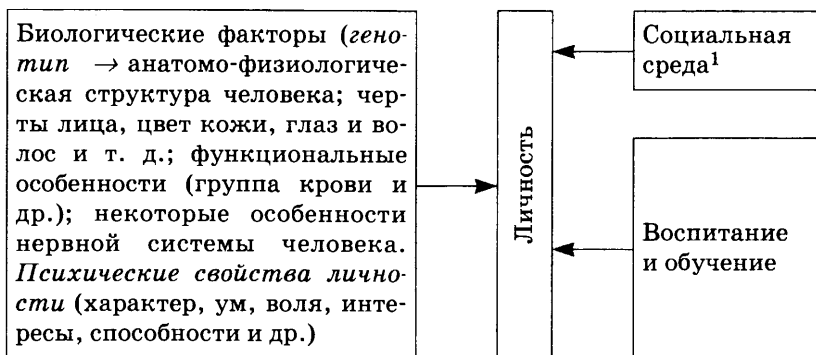 Биологические факторы (гено-
тип → анатомо-физиологиче-
ская структура человека; чер-
ты лица, цвет кожи, глаз и во-
лос и т. д.; функциональные
особенности (группа крови и
др.); некоторые особенности
нервной системы человека.
Психические свойства лично-
сти (характер, ум, воля, инте-
ресы, способности и др.)
Личность
Социальная
среда¹
Воспитание
и обучение